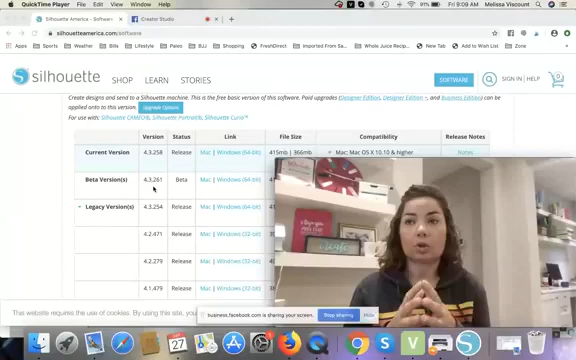 QuickTime Player File Edit View Window Help 91% Fri 9:09 AM Melissa Viscount
Silhouette America - Software Creator Studio
silhouetteamerica.com/software
Apps Sports Weather Bills Food Blog PAIN BJJ Shopping FreshDirect Imported From Sa... Whole Juice Recip... Add to Wish List Zone
silhouette SHOP LEARN STORIES SOFTWARE SIGN IN HELP 0
Create designs and send to a Silhouette machine. This is the free basic version of this software. Paid upgrades (Designer Edition, Designer Edition +, and Business Edition) can be
applied onto to this version. Upgrade Options
For use with: Silhouette CAMEO®, Silhouette Portrait®, Silhouette Curio™
Version Status Link File Size Compatibility Release Notes
Current Version 4.3.258 Release Mac | Windows (64-bit) 415mb | 366mb Mac: Mac OS X 10.10 & higher Notes
Beta Version(s) 4.3.261 Beta Mac | Windows (64-bit)
Legacy Version(s) 4.3.254 Release Mac | Windows (64-bit)
4.2.471 Release Mac | Windows (32-bit)
4.2.279 Release Mac | Windows (32-bit)
4.1.479 Release Mac | Windows (32-bit)
create
This website requires the use of cookies. By using this site, you
business.facebook.com is sharing your screen. Stop sharing Hide
27